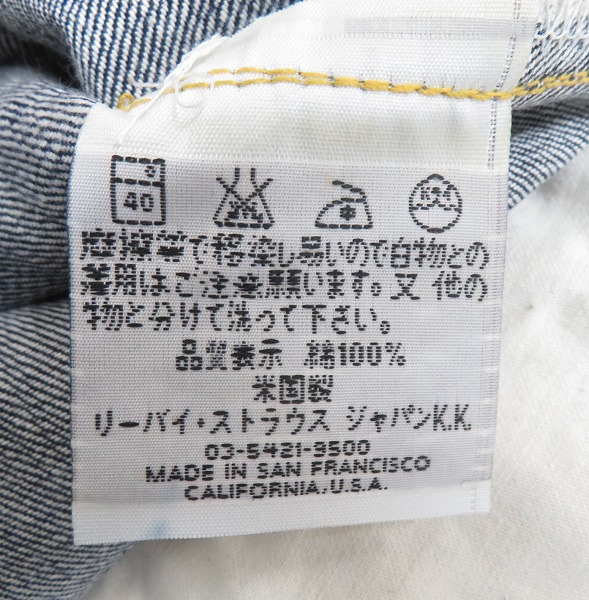 40
摩擦等で移染し易いので白物との
着用はご注意願います。又 他の
物と分けて洗って下さい。
品質表示 綿100%
米国製
リーバイ・ストラウス ジャパンK.K.
03-5421-3500
MADE IN SAN FRANCISCO
CALIFORNIA.U.S.A.